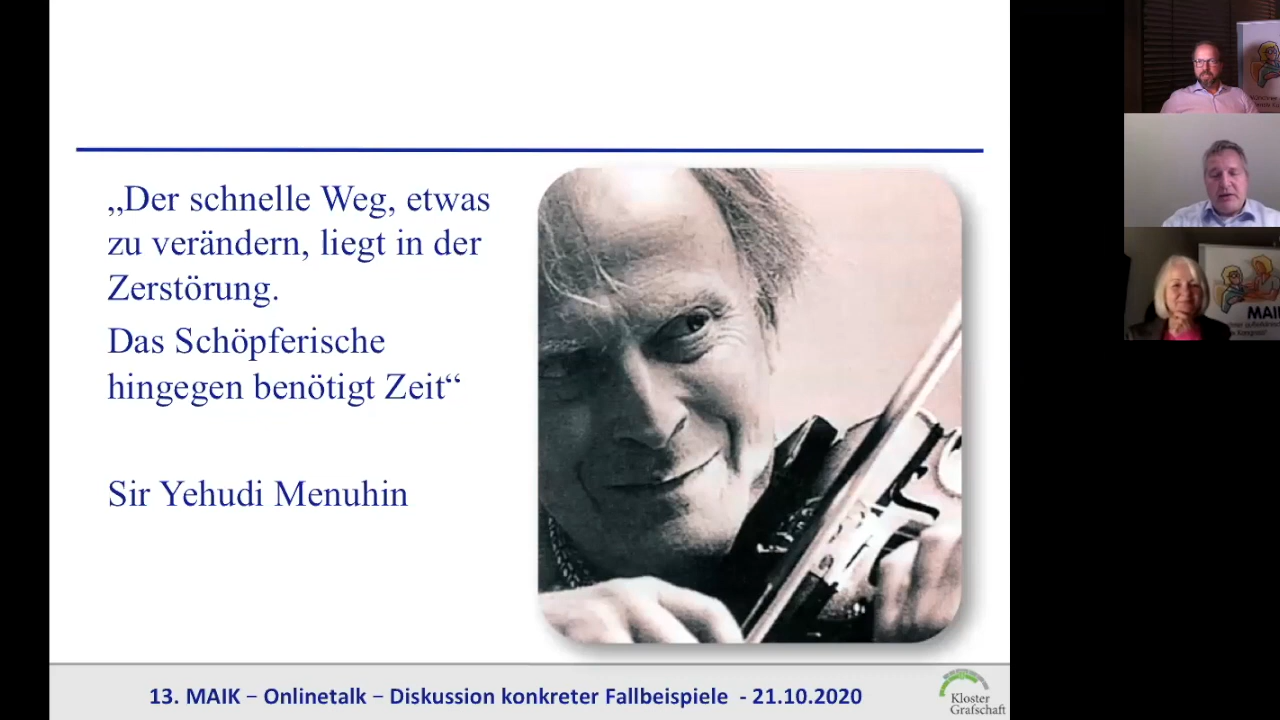 „Der schnelle Weg, etwas
zu verändern, liegt in der
Zerstörung.
Das Schöpferische
hingegen benötigt Zeit“
Sir Yehudi Menuhin
13. MAIK – Onlinetalk – Diskussion konkreter Fallbeispiele - 21.10.2020
Kloster
Grafschaft
MAIK